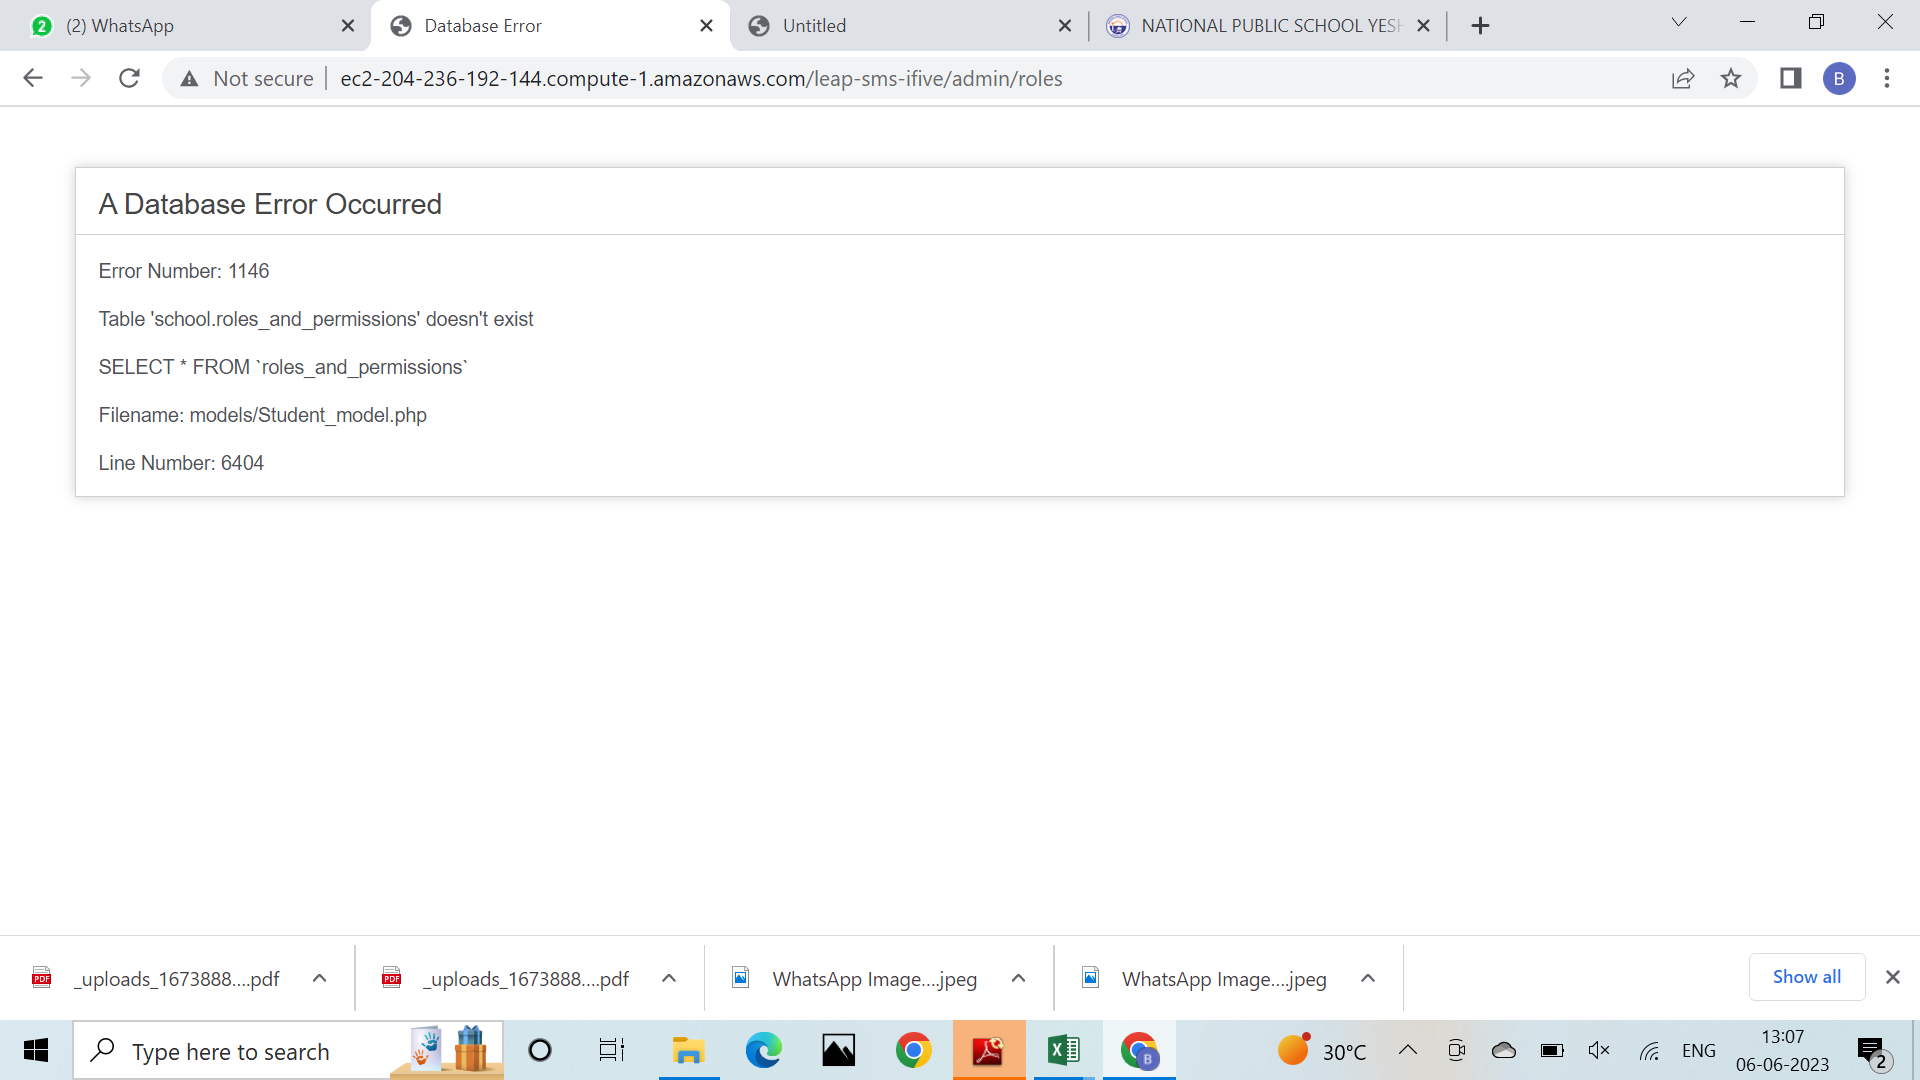 2
(2) WhatsApp
Database Error
Untitled
NATIONAL PUBLIC SCHOOL YESH
Not secure
ec2-204-236-192-144.compute-1.amazonaws.com/leap-sms-ifive/admin/roles
B
A Database Error Occurred
Error Number: 1146
Table 'school.roles_and_permissions' doesn't exist
SELECT * FROM `roles_and_permissions`
Filename: models/Student_model.php
Line Number: 6404
PDF
_uploads_1673888....pdf
PDF
_uploads_1673888....pdf
WhatsApp Image....jpeg
WhatsApp Image....jpeg
Show all
Type here to search
X
B
30°C
ENG
13:07
06-06-2023
2